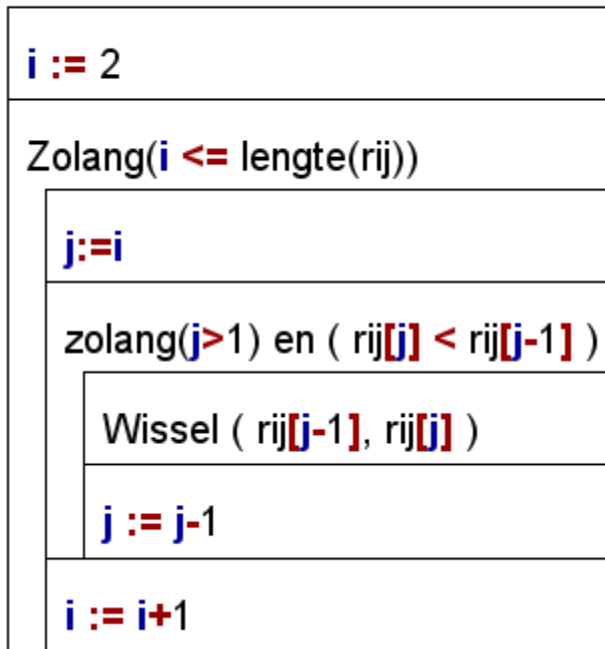 i := 2
Zolang(i <= lengte(rij))
j:=i
zolang(j>1) en ( rij[j] < rij[j-1] )
Wissel ( rij[j-1], rij[j] )
j := j-1
i := i+1